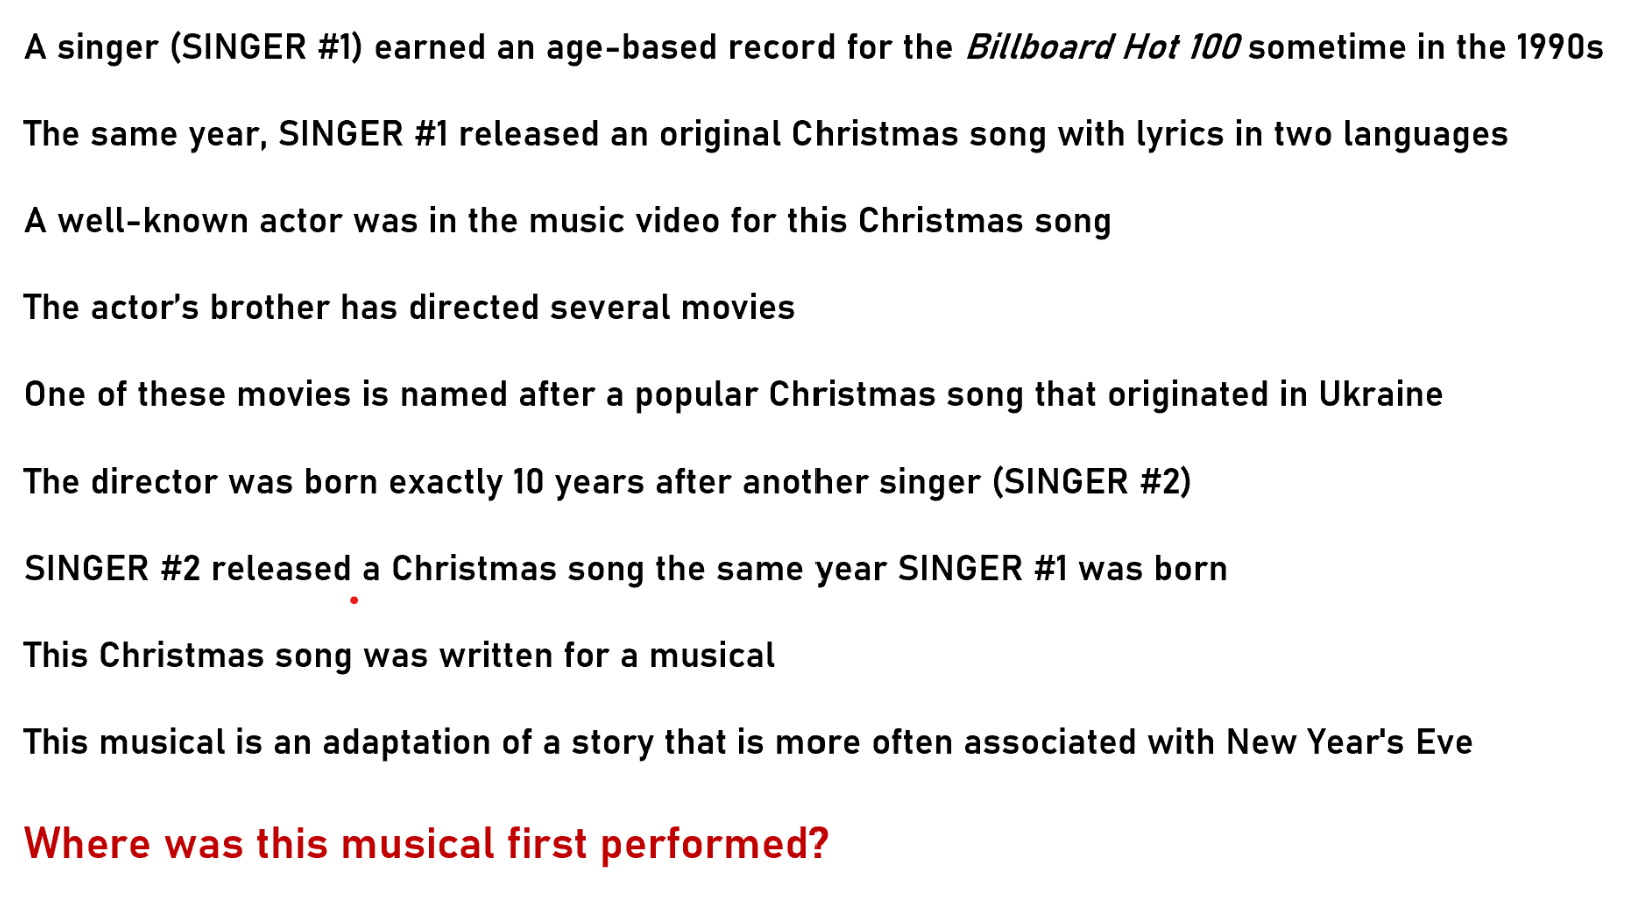 A singer (SINGER #1) earned an age-based record for the Billboard Hot 100 sometime in the 1990s
The same year, SINGER #1 released an original Christmas song with lyrics in two languages
A well-known actor was in the music video for this Christmas song
The actor’s brother has directed several movies
One of these movies is named after a popular Christmas song that originated in Ukraine
The director was born exactly 10 years after another singer (SINGER #2)
SINGER #2 released a Christmas song the same year SINGER #1 was born
This Christmas song was written for a musical
This musical is an adaptation of a story that is more often associated with New Year's Eve
Where was this musical first performed?